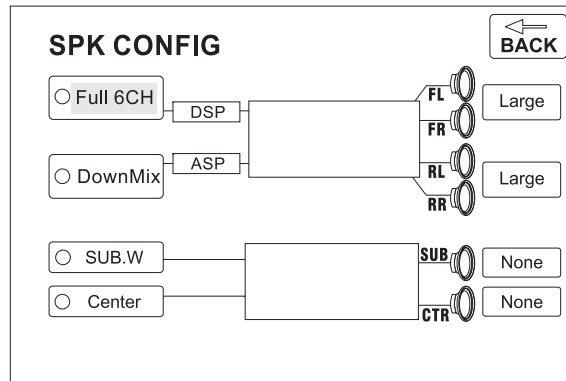 SPK CONFIG
BACK
Full 6CH
DSP
FL
Large
FR
DownMix
ASP
RL
Large
RR
SUB.W
SUB
None
Center
CTR
None